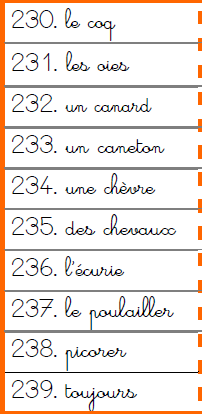 230. le coq
231. les oies
232. un canard
233. un caneton
234. une chèvre
235. des chevaux
236. l'écurie
237. le poulailler
238. picorer
239. toujours